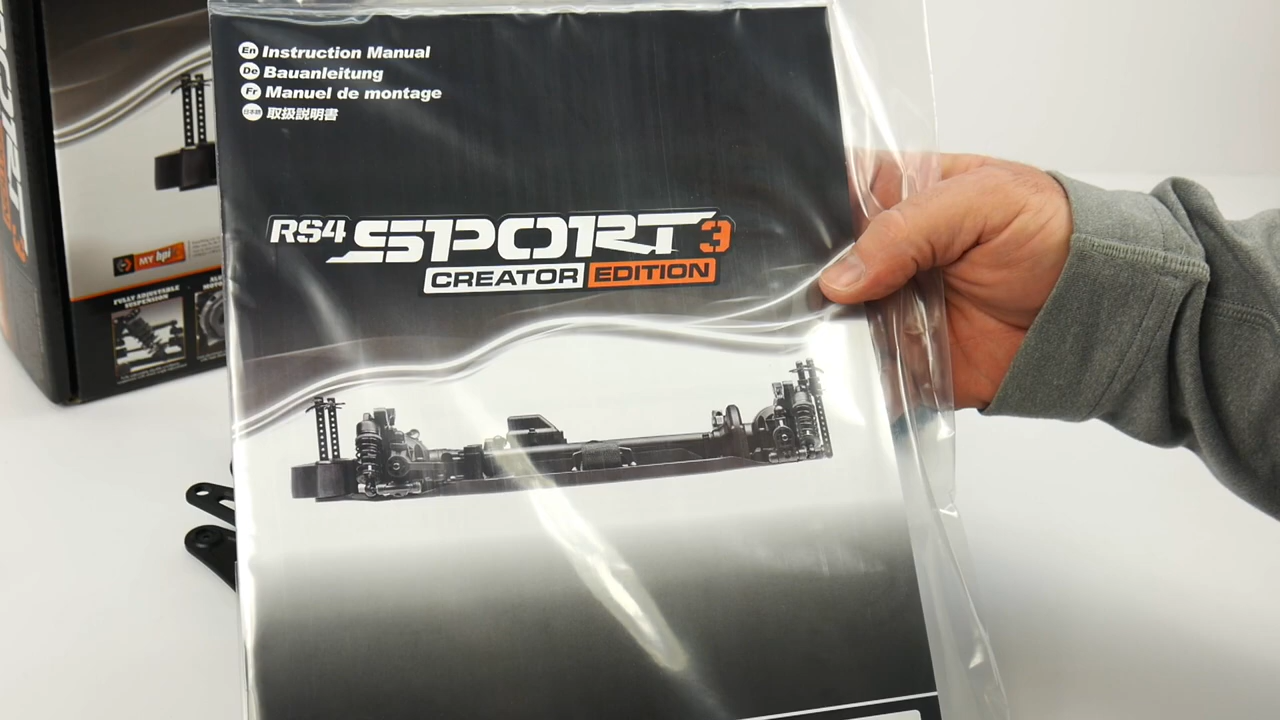 En Instruction Manual
De Bauanleitung
Fr Manuel de montage
日本語 取扱説明書
RS4 SPORT 3
CREATOR EDITION
MY hpi
FULLY ADJUSTABLE
SUSPENSION